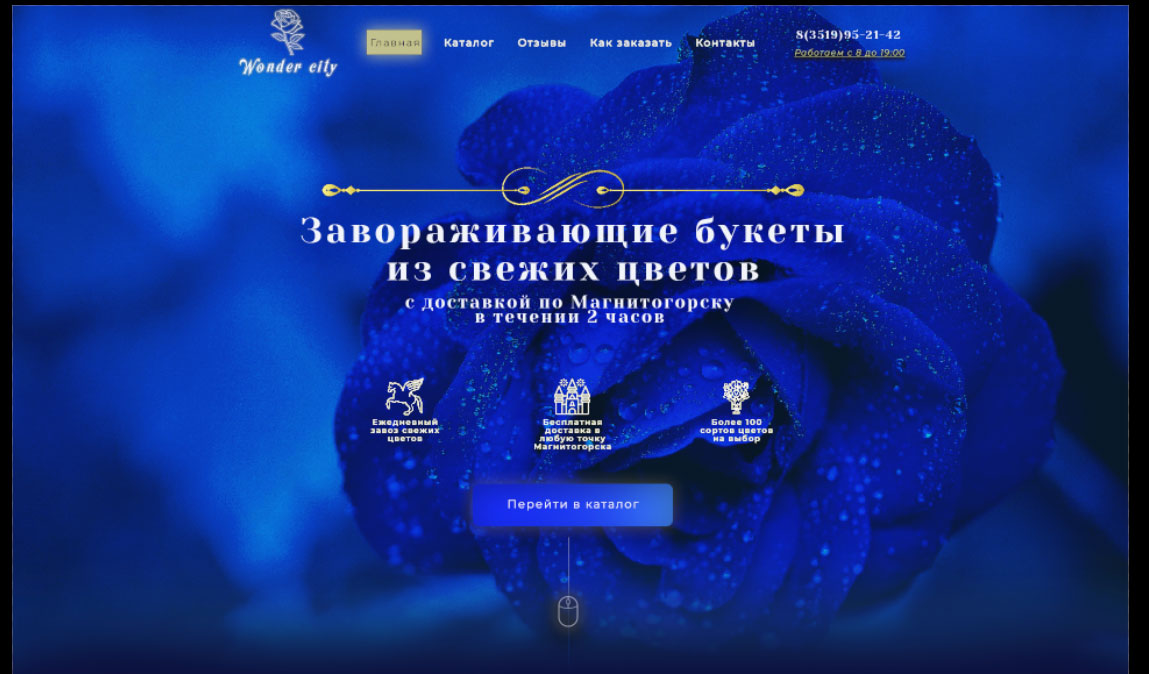 Wonder city
Главная
Каталог
Отзывы
Как заказать
Контакты
8(3519)95-21-42
Работаем с 8 до 19:00
Завораживающие букеты
из свежих цветов
с доставкой по Магнитогорску
в течении 2 часов
Ежедневный
завоз свежих
цветов
Бесплатная
доставка в
любую точку
Магнитогорска
Более 100
сортов цветов
на выбор
Перейти в каталог